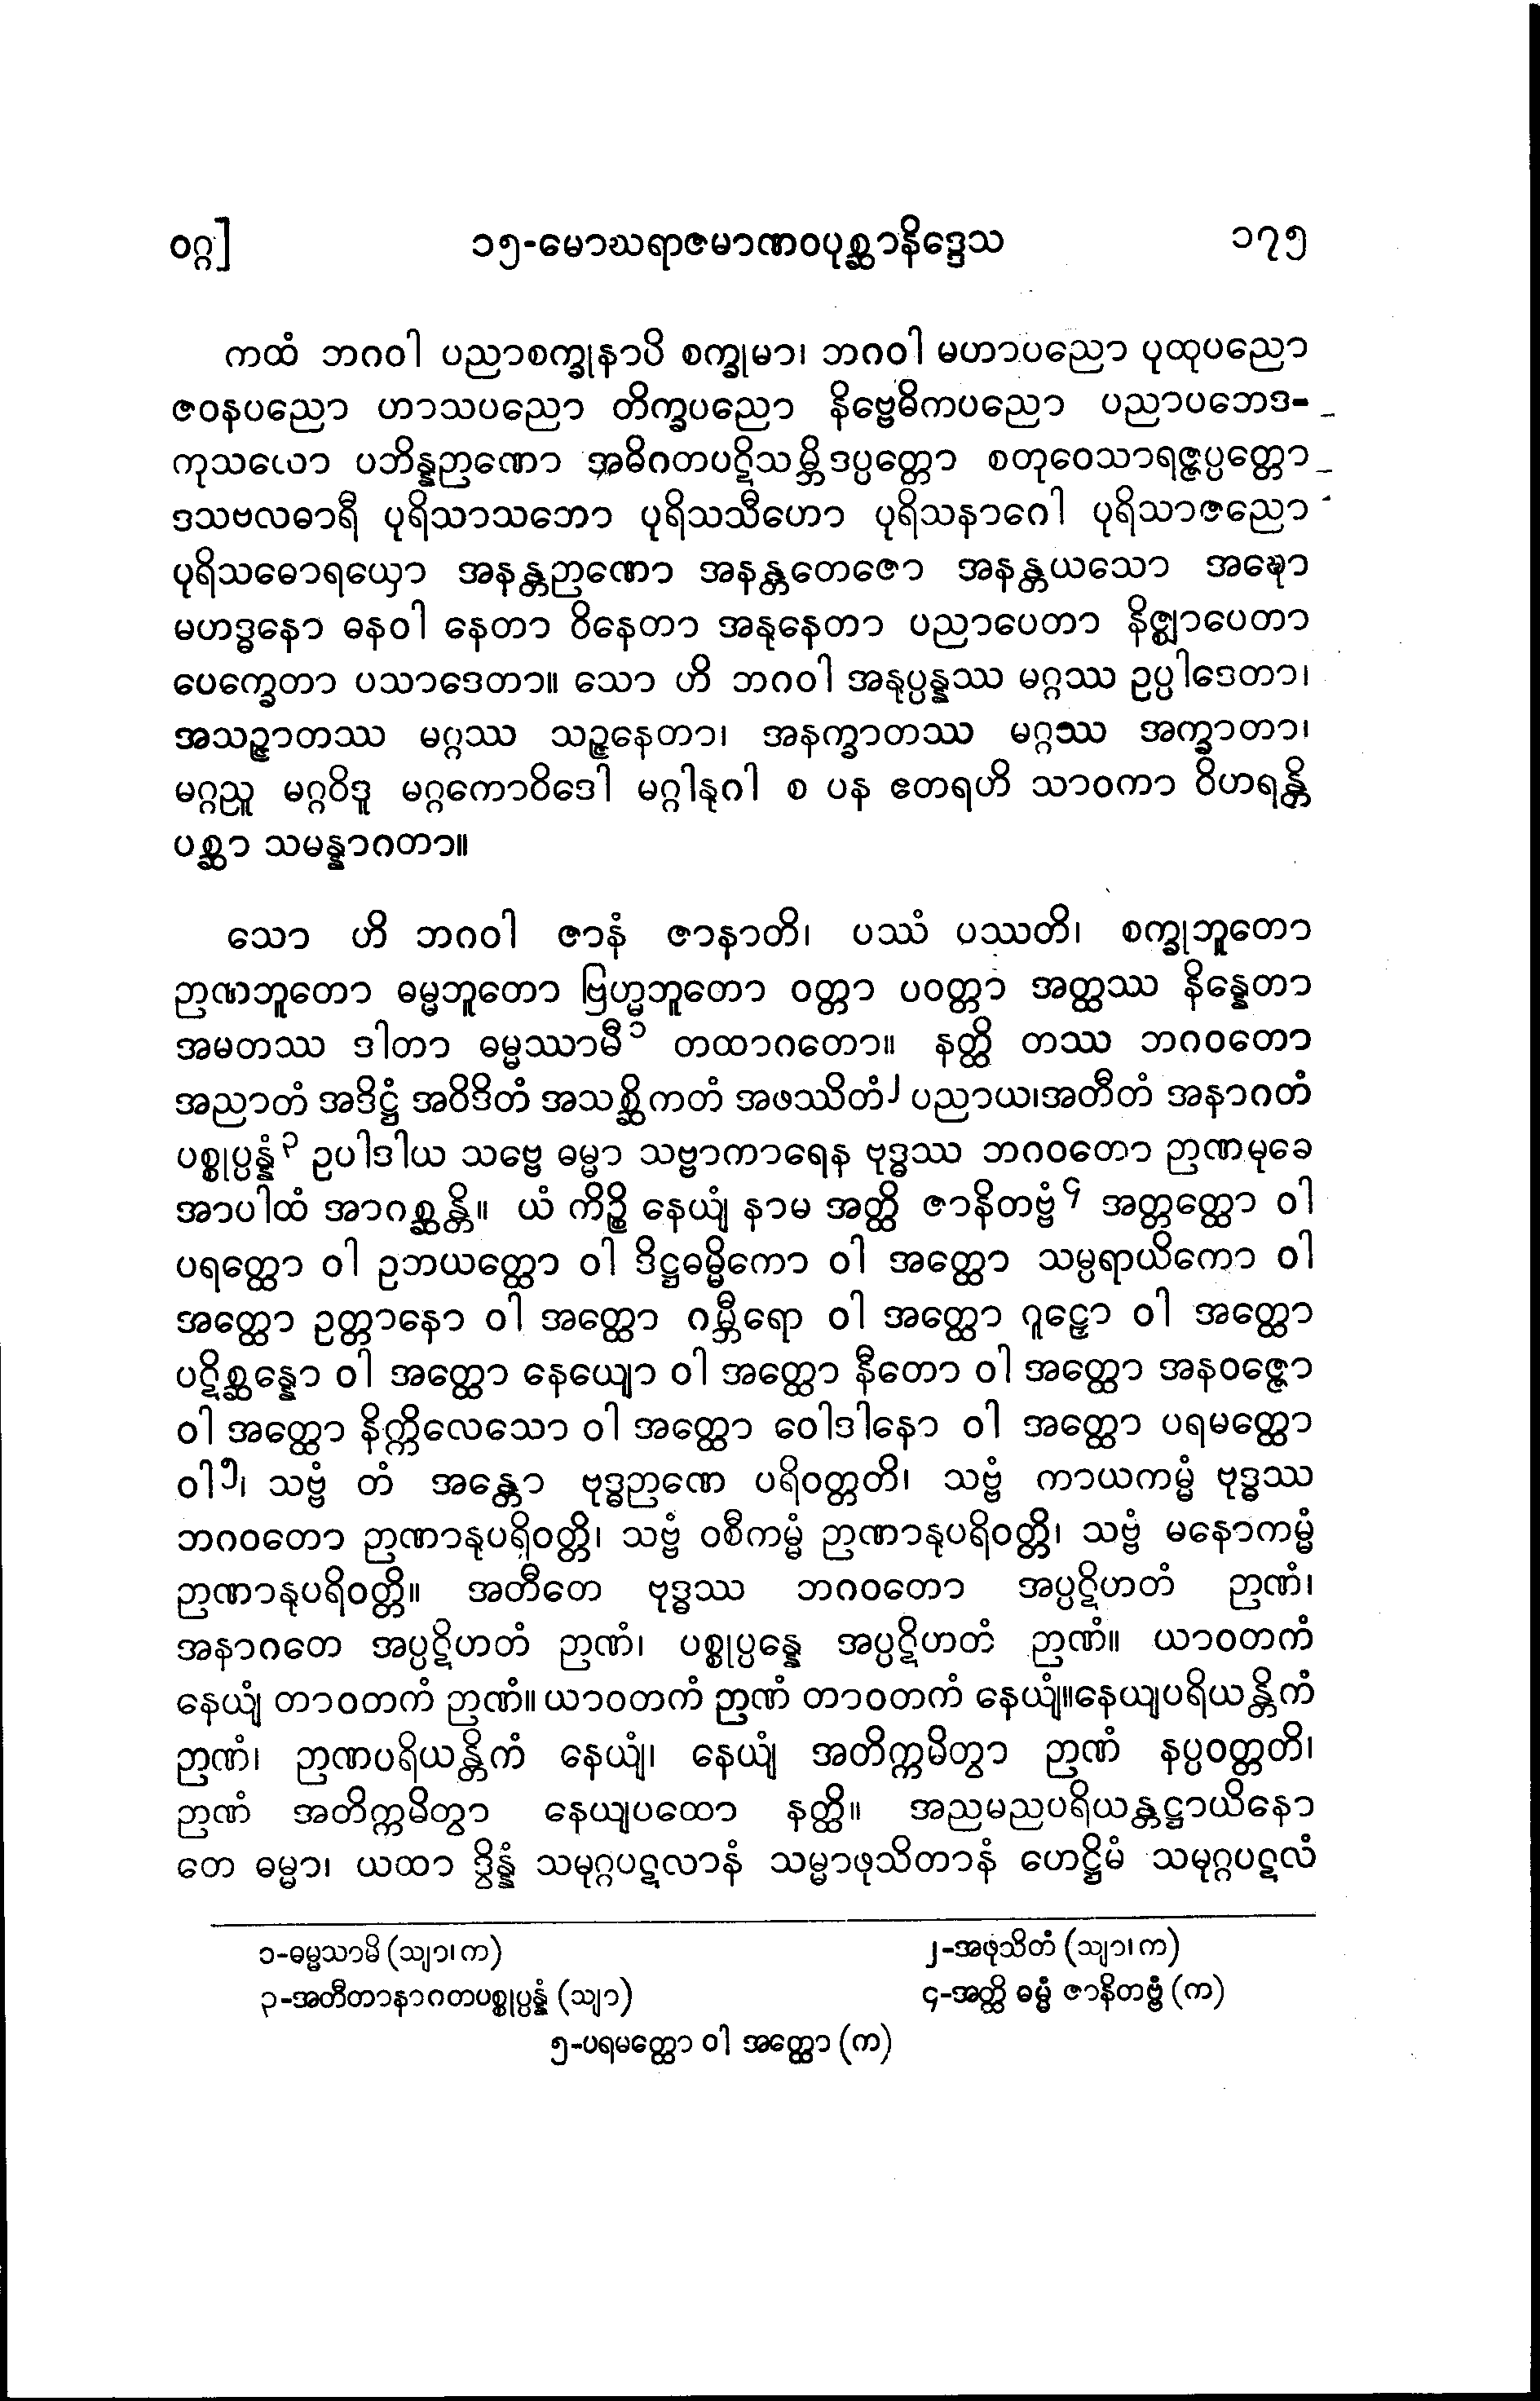 ဝဂ္ဂ]
၁၅-မောဃရာဇမာဏဝပုစ္ဆာနိဒ္ဒေသ
၁၇၅
ကထံ ဘဂဝါ ပညာစက္ခုနာပိ စက္ခုမာ၊ ဘဂဝါ မဟာပညော ပုထုပညော
ဇဝနပညော ဟာသပညော တိက္ခပညော နိဗ္ဗေဓိကပညော ပညာပဘေဒ-
ကုသလော ပဘိန္နဉာဏော အဓိဂတပဋိသမ္ဘိဒပ္ပတ္တော စတုဝေသာရဇ္ဇပ္ပတ္တော
ဒသဗလဓာရီ ပုရိသာသဘော ပုရိသသီဟော ပုရိသနာဂေါ ပုရိသာဇညော
ပုရိသဓောရယှော အနန္တဉာဏော အနန္တတေဇော အနန္တယသော အဍ္ဎော
မဟဒ္ဓနော ဓနဝါ နေတာ ဝိနေတာ အနုနေတာ ပညာပေတာ နိဇ္ဈာပေတာ
ပေက္ခေတာ ပသာဒေတာ။ သော ဟိ ဘဂဝါ အနုပ္ပန္နဿ မဂ္ဂဿ ဥပ္ပါဒေတာ၊
အသဉ္ဇာတဿ မဂ္ဂဿ သဉ္ဇနေတာ၊ အနက္ခာတဿ မဂ္ဂဿ အက္ခာတာ၊
မဂ္ဂညူ မဂ္ဂဝိဒူ မဂ္ဂကောဝိဒေါ မဂ္ဂါနုဂါ စ ပန ဧတရဟိ သာဝကာ ဝိဟရန္တိ
ပစ္ဆာ သမန္နာဂတာ။
သော ဟိ ဘဂဝါ ဇာနံ ဇာနာတိ၊ ပဿံ ပဿတိ၊ စက္ခုဘူတော
ဉာဏဘူတော ဓမ္မဘူတော ဗြဟ္မဘူတော ဝတ္တာ ပဝတ္တာ အတ္ထဿ နိန္နေတာ
အမတဿ ဒါတာ ဓမ္မဿာမီ၁ တထာဂတော။ နတ္ထိ တဿ ဘဂဝတော
အညာတံ အဒိဋ္ဌံ အဝိဒိတံ အသစ္ဆိကတံ အဖဿိတံ၂ ပညာယ၊အတီတံ အနာဂတံ
ပစ္စုပ္ပန္နံ၃ ဥပါဒါယ သဗ္ဗေ ဓမ္မာ သဗ္ဗာကာရေန ဗုဒ္ဓဿ ဘဂဝတော ဉာဏမုခေ
အာပါထံ အာဂစ္ဆန္တိ။ ယံ ကိဉ္စိ နေယျံ နာမ အတ္ထိ ဇာနိတဗ္ဗံ၄ အတ္တတ္ထော ဝါ
ပရတ္ထော ဝါ ဥဘယတ္ထော ဝါ ဒိဋ္ဌဓမ္မိကော ဝါ အတ္ထော သမ္ပရာယိကော ဝါ
အတ္ထော ဥတ္တာနော ဝါ အတ္ထော ဂမ္ဘီရော ဝါ အတ္ထော ဂူဠှော ဝါ အတ္ထော
ပဋိစ္ဆန္နော ဝါ အတ္ထော နေယျော ဝါ အတ္ထော နီတော ဝါ အတ္ထော အနဝဇ္ဇော
ဝါ အတ္ထော နိက္ကိလေသော ဝါ အတ္ထော ဝေါဒါနော ဝါ အတ္ထော ပရမတ္ထော
ဝါ၅၊ သဗ္ဗံ တံ အန္တော ဗုဒ္ဓဉာဏေ ပရိဝတ္တတိ၊ သဗ္ဗံ ကာယကမ္မံ ဗုဒ္ဓဿ
ဘဂဝတော ဉာဏာနုပရိဝတ္တိ၊ သဗ္ဗံ ဝစီကမ္မံ ဉာဏာနုပရိဝတ္တိ၊ သဗ္ဗံ မနောကမ္မံ
ဉာဏာနုပရိဝတ္တိ။ အတီတေ ဗုဒ္ဓဿ ဘဂဝတော အပ္ပဋိဟတံ ဉာဏံ၊
အနာဂတေ အပ္ပဋိဟတံ ဉာဏံ၊ ပစ္စုပ္ပန္နေ အပ္ပဋိဟတံ ဉာဏံ။ ယာဝတကံ
နေယျံ တာဝတကံ ဉာဏံ။ ယာဝတကံ ဉာဏံ တာဝတကံ နေယျံ။နေယျပရိယန္တိကံ
ဉာဏံ၊ ဉာဏပရိယန္တိကံ နေယျံ၊ နေယျံ အတိက္ကမိတွာ ဉာဏံ နပ္ပဝတ္တတိ၊
ဉာဏံ အတိက္ကမိတွာ နေယျပထော နတ္ထိ။ အညမညပရိယန္တဋ္ဌာယိနော
တေ ဓမ္မာ၊ ယထာ ဒွိန္နံ သမုဂ္ဂပဋလာနံ သမ္မာဖုသိတာနံ ဟေဋ္ဌိမံ သမုဂ္ဂပဋလံ
၁-ဓမ္မသာမိ (သျာ၊ က)
၂-အဖုသိတံ (သျာ၊ က)
၃-အတီတာနာဂတပစ္စုပ္ပန္နံ (သျာ)
၄-အတ္ထိ ဓမ္မံ ဇာနိတဗ္ဗံ (က)
၅-ပရမတ္ထော ဝါ အတ္ထော (က)